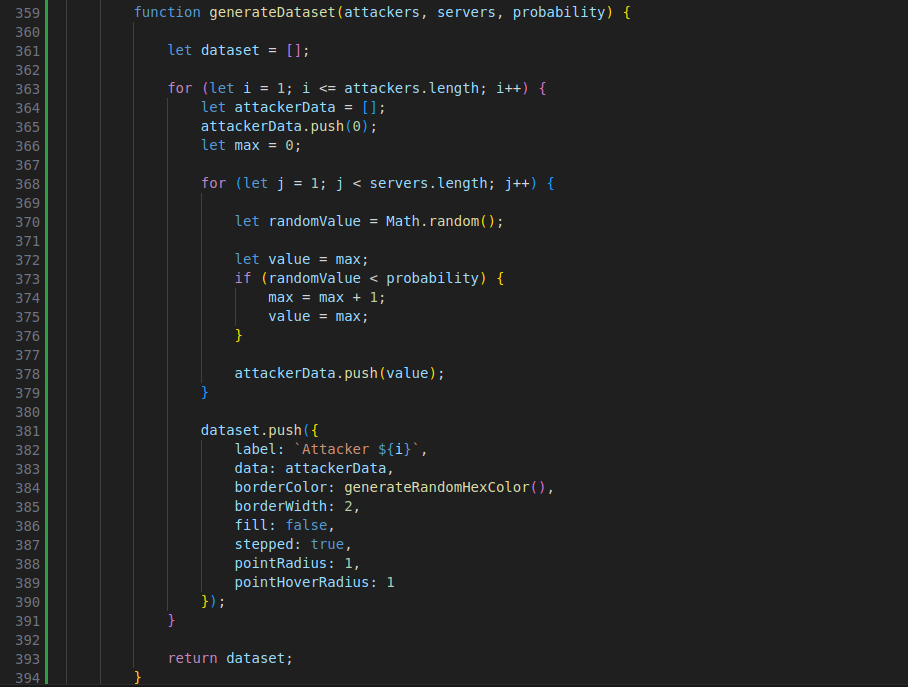 359 function generateDataset(attackers, servers, probability) {
360
361 let dataset = [];
362
363 for (let i = 1; i <= attackers.length; i++) {
364 let attackerData = [];
365 attackerData.push(0);
366 let max = 0;
367
368 for (let j = 1; j < servers.length; j++) {
369
370 let randomValue = Math.random();
371
372 let value = max;
373 if (randomValue < probability) {
374 max = max + 1;
375 value = max;
376 }
377
378 attackerData.push(value);
379 }
380
381 dataset.push({
382 label: `Attacker ${i}`,
383 data: attackerData,
384 borderColor: generateRandomHexColor(),
385 borderWidth: 2,
386 fill: false,
387 stepped: true,
388 pointRadius: 1,
389 pointHoverRadius: 1
390 });
391 }
392
393 return dataset;
394 }